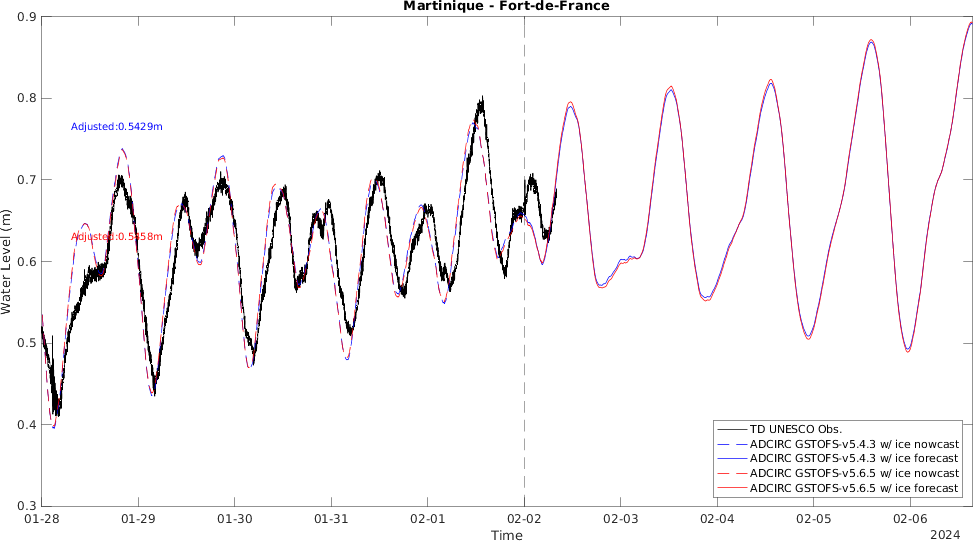 Martinique - Fort-de-France
0.9
0.8
Adjusted:0.5429m
0.7
Adjusted:0.5458m
0.6
Water Level (m)
0.5
0.4
TD UNESCO Obs.
ADCIRC GSTOFS-v5.4.3 w/ ice nowcast
ADCIRC GSTOFS-v5.4.3 w/ ice forecast
ADCIRC GSTOFS-v5.6.5 w/ ice nowcast
ADCIRC GSTOFS-v5.6.5 w/ ice forecast
0.3
01-28 01-29 01-30 01-31 02-01 02-02 02-03 02-04 02-05 02-06
Time
2024